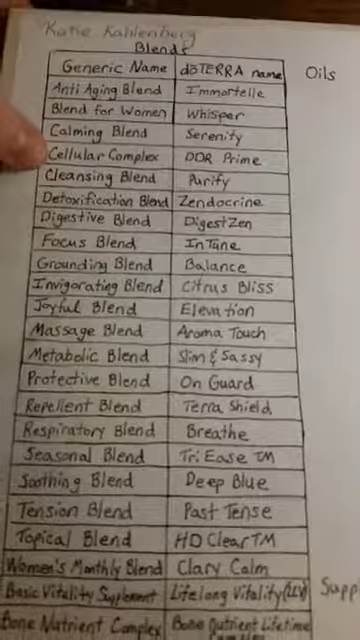 Katie Kahlenberg
Blends
Generic Name dōTERRA name Oils
Anti Aging Blend Immortelle
Blend for Women Whisper
Calming Blend Serenity
Cellular Complex DDR Prime
Cleansing Blend Purify
Detoxification Blend Zendocrine
Digestive Blend DigestZen
Focus Blend InTune
Grounding Blend Balance
Invigorating Blend Citrus Bliss
Joyful Blend Elevation
Massage Blend Aroma Touch
Metabolic Blend Slim & Sassy
Protective Blend On Guard
Repellent Blend Terra Shield
Respiratory Blend Breathe
Seasonal Blend Tri Ease TM
Soothing Blend Deep Blue
Tension Blend Past Tense
Topical Blend HD Clear TM
Women's Monthly Blend Clary Calm
Basic Vitality Supplement Lifelong Vitality (LLV) Supp
Bone Nutrient Complex Bone Nutrient Lifetime